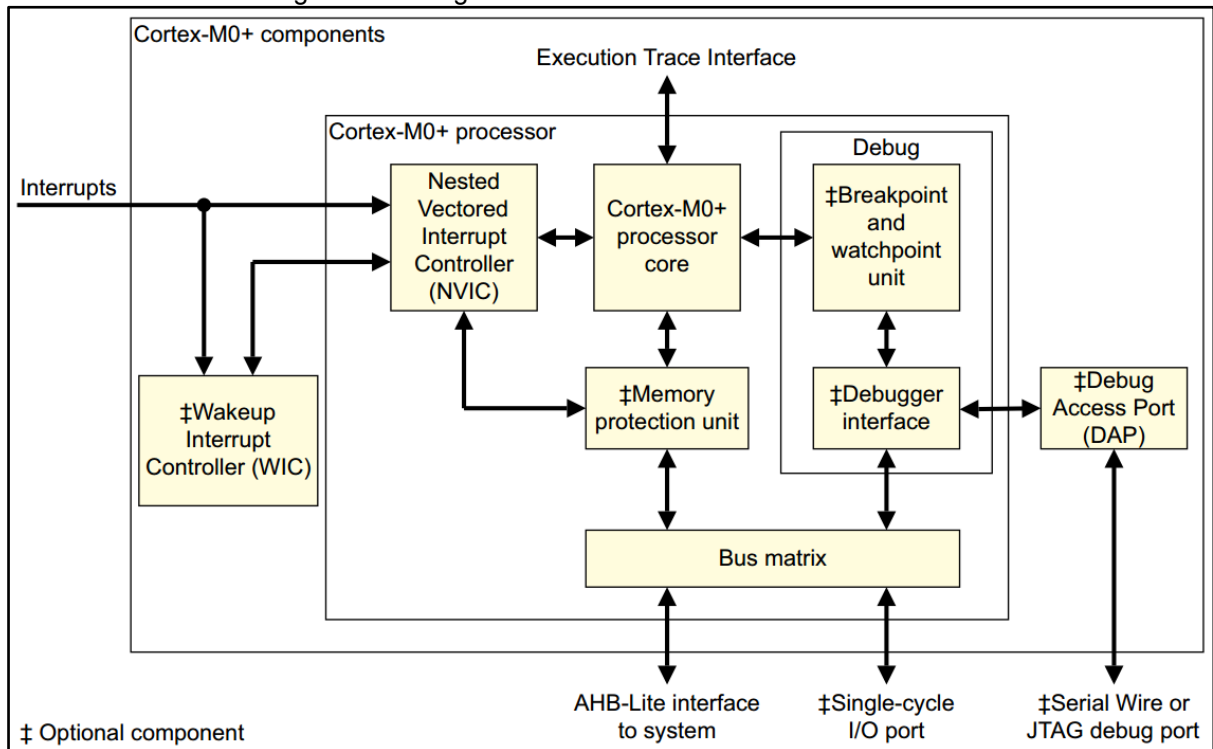 Cortex-M0+ components
Execution Trace Interface
Cortex-M0+ processor
Debug
Interrupts
Nested
Vectored
Interrupt
Controller
(NVIC)
Cortex-M0+
processor
core
‡Breakpoint
and
watchpoint
unit
‡Wakeup
Interrupt
Controller (WIC)
‡Memory
protection unit
‡Debugger
interface
‡Debug
Access Port
(DAP)
Bus matrix
AHB-Lite interface
to system
‡Single-cycle
I/O port
‡Serial Wire or
JTAG debug port
‡ Optional component